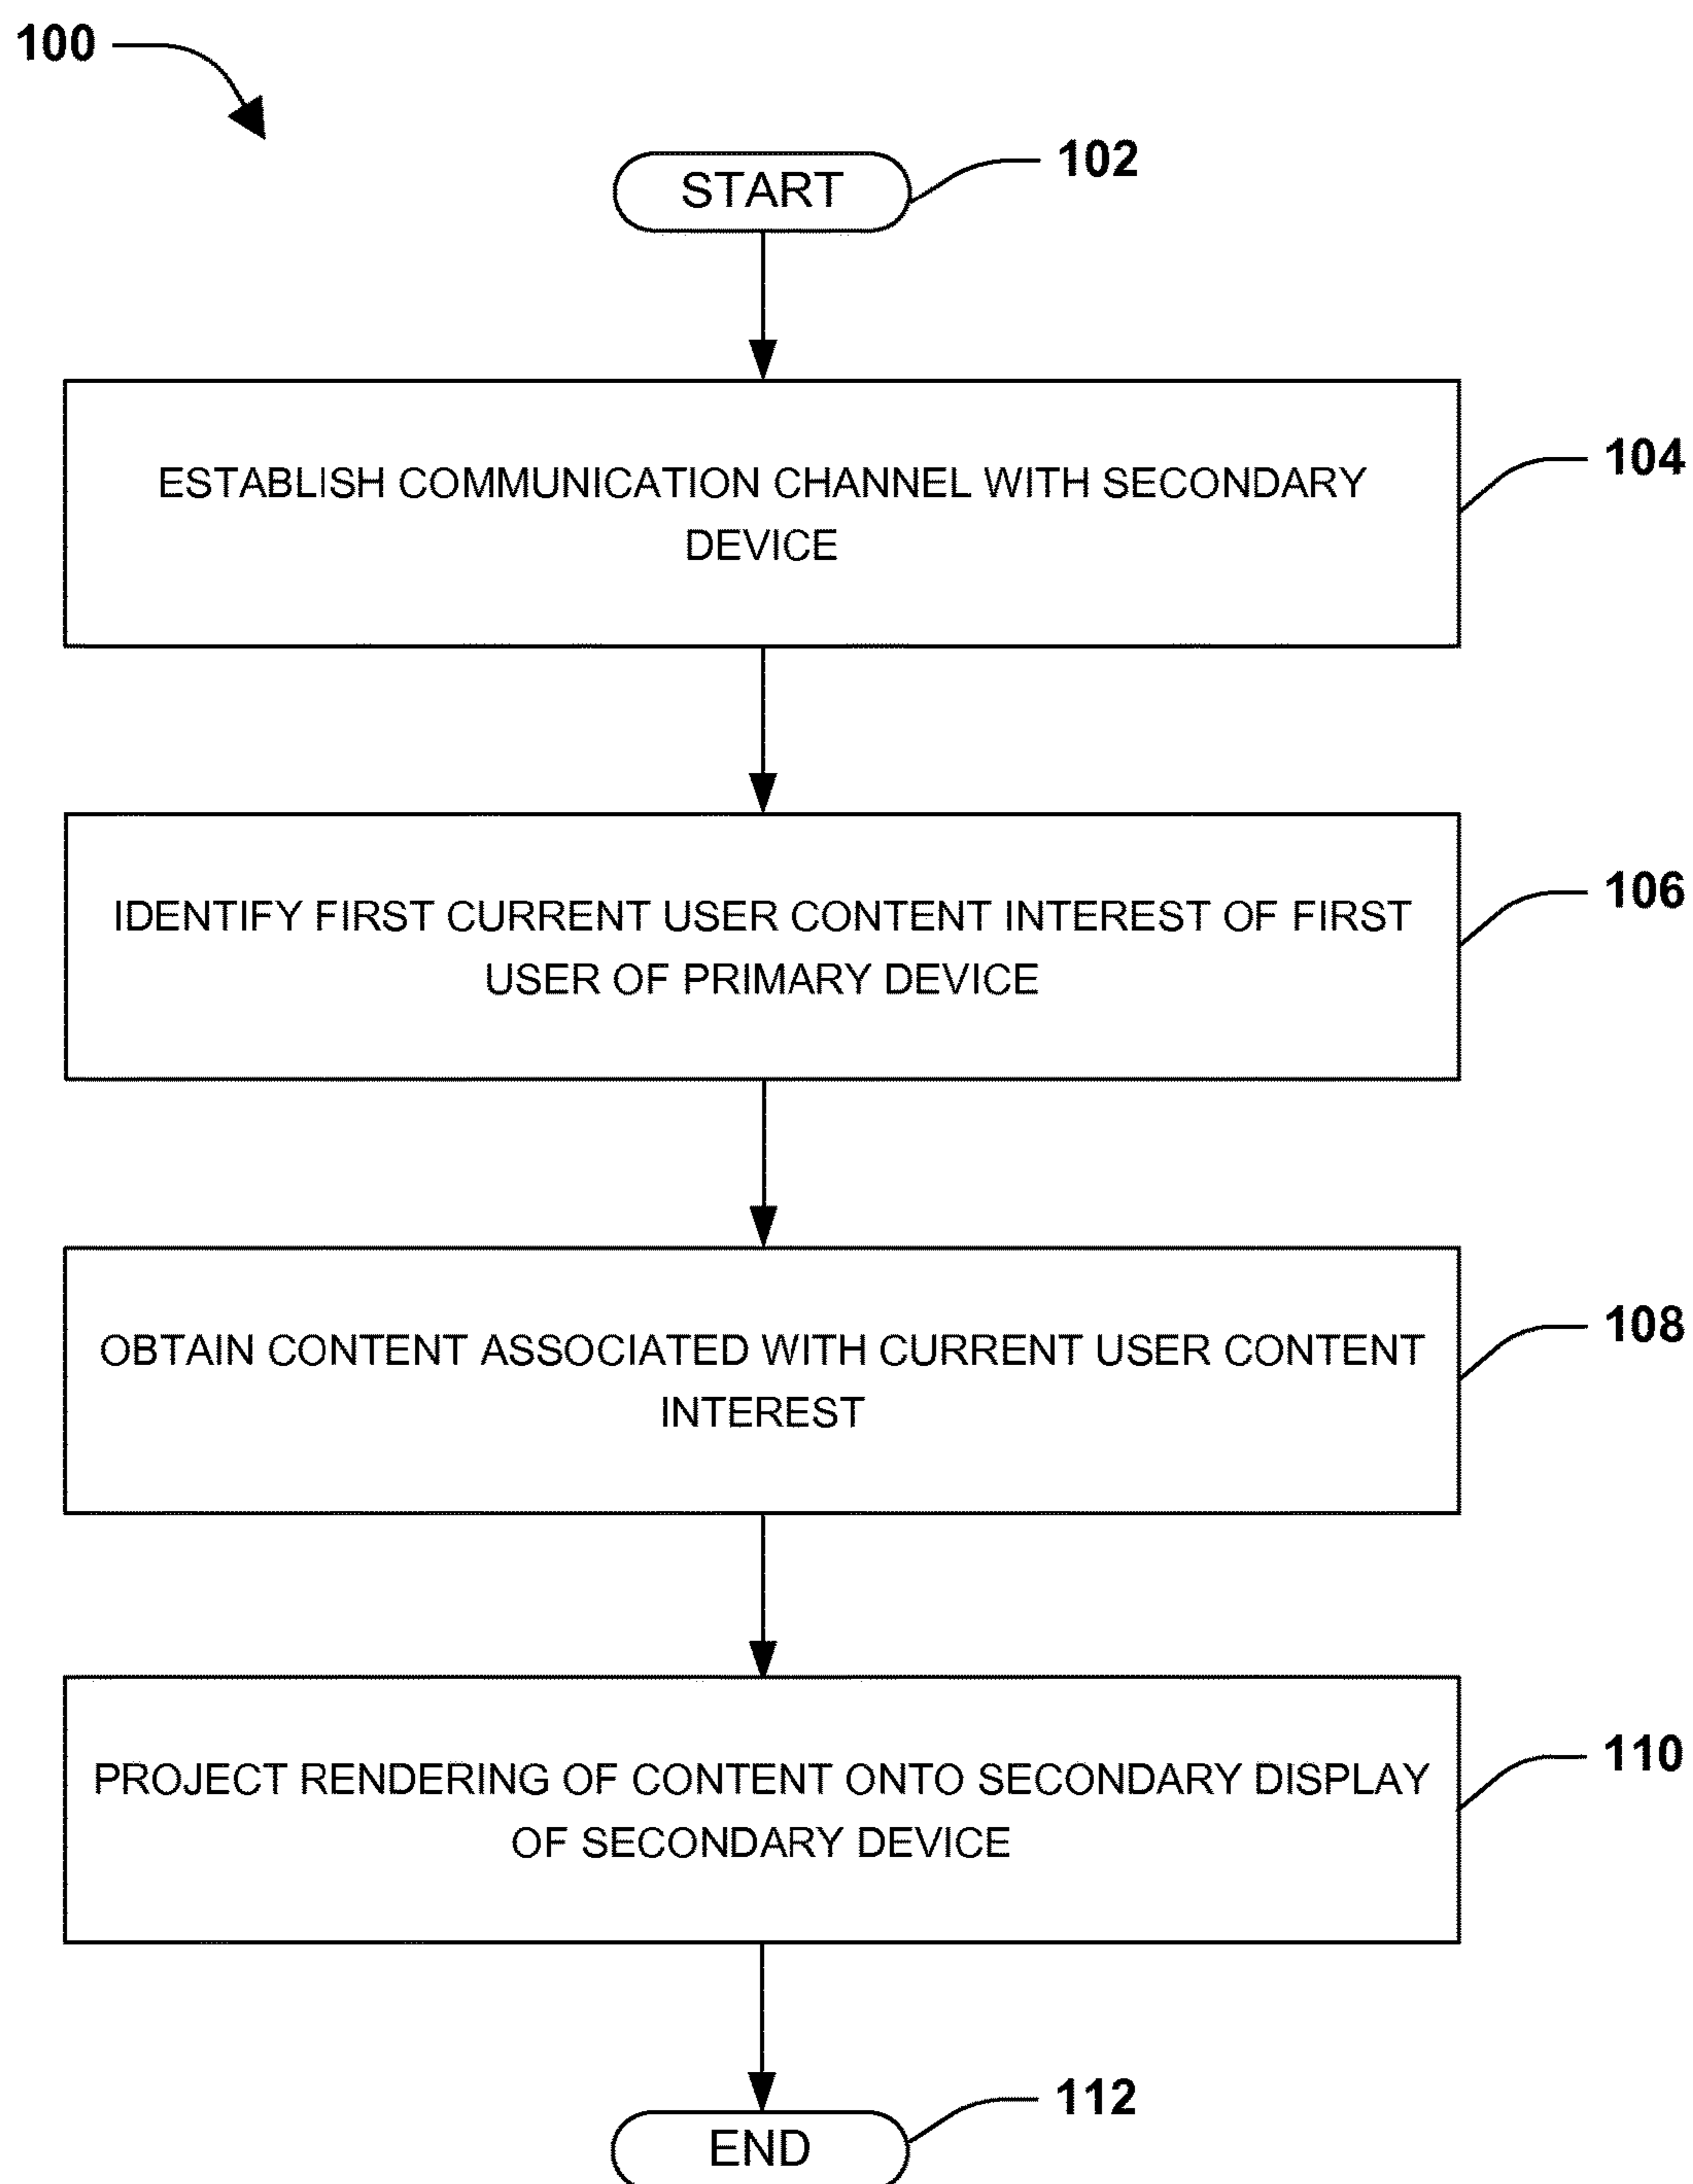 100
102
START
ESTABLISH COMMUNICATION CHANNEL WITH SECONDARY
DEVICE
104
IDENTIFY FIRST CURRENT USER CONTENT INTEREST OF FIRST
USER OF PRIMARY DEVICE
106
OBTAIN CONTENT ASSOCIATED WITH CURRENT USER CONTENT
INTEREST
108
PROJECT RENDERING OF CONTENT ONTO SECONDARY DISPLAY
OF SECONDARY DEVICE
110
112
END